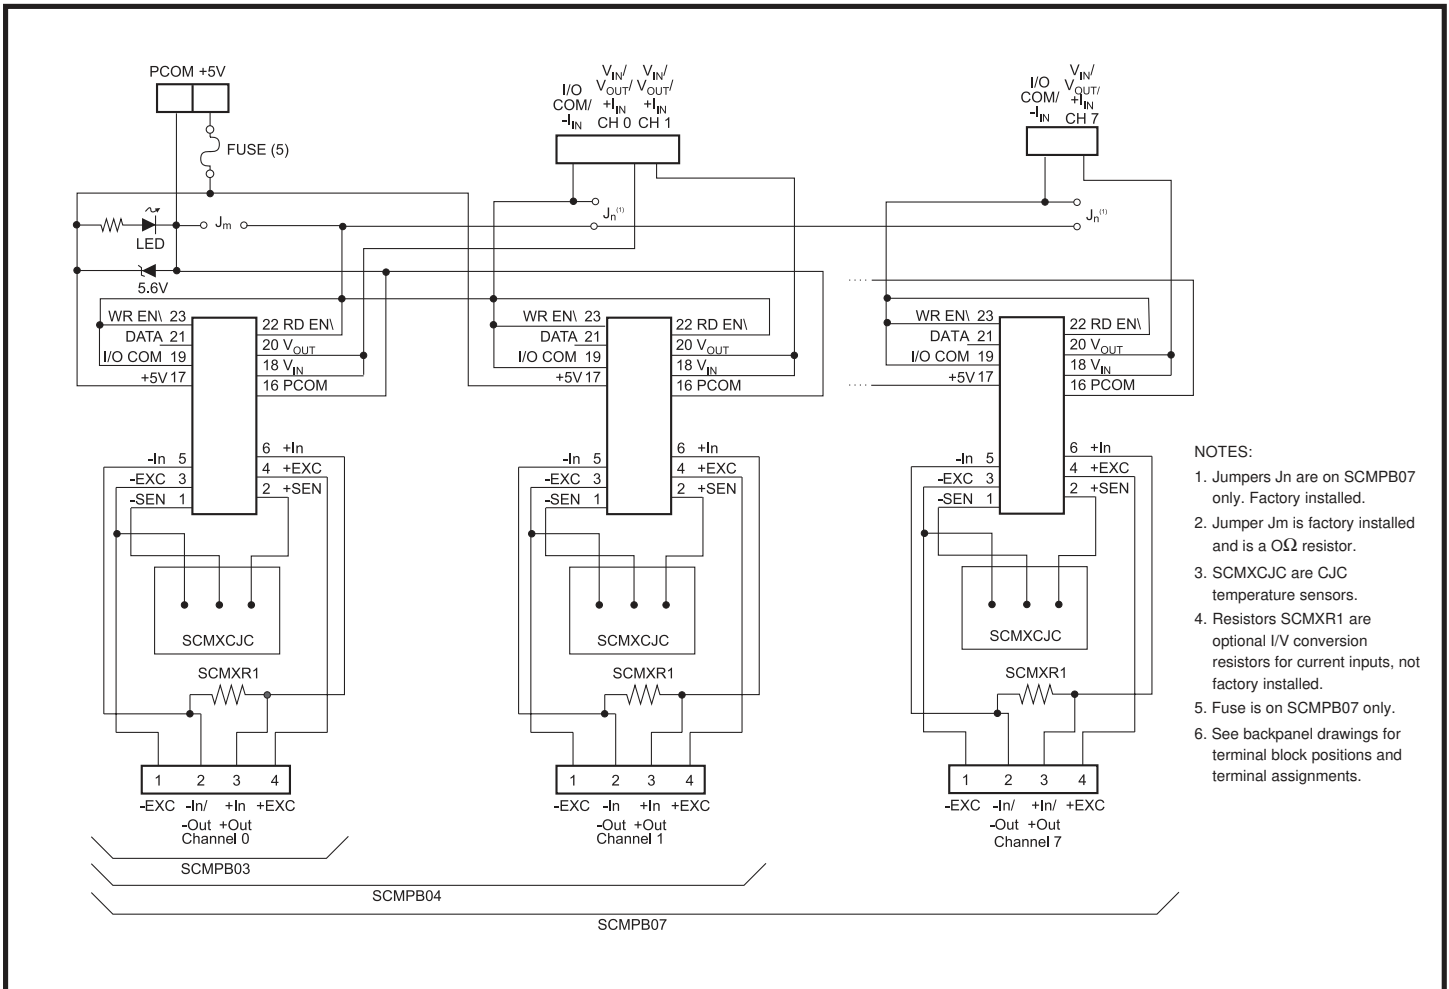 PCOM +5V
FUSE (5)
LED
5.6V
Jm
I/O
COM/
-IIN
VIN/
VOUT/
+IIN
CH 0
VIN/
VOUT/
+IIN
CH 1
Jn(1)
I/O
COM/
-IIN
VIN/
VOUT/
+IIN
CH 7
Jn(1)
WR EN\ 23
DATA 21
I/O COM 19
+5V 17
22 RD EN\
20 VOUT
18 VIN
16 PCOM
-In 5
-EXC 3
-SEN 1
6 +In
4 +EXC
2 +SEN
SCMXCJC
SCMXR1
1 2 3 4
-EXC -In/ +In +EXC
-Out +Out
Channel 0
WR EN\ 23
DATA 21
I/O COM 19
+5V 17
22 RD EN\
20 VOUT
18 VIN
16 PCOM
-In 5
-EXC 3
-SEN 1
6 +In
4 +EXC
2 +SEN
SCMXCJC
SCMXR1
1 2 3 4
-EXC -In +In +EXC
-Out +Out
Channel 1
.....
.....
WR EN\ 23
DATA 21
I/O COM 19
+5V 17
22 RD EN\
20 VOUT
18 VIN
16 PCOM
-In 5
-EXC 3
-SEN 1
6 +In
4 +EXC
2 +SEN
SCMXCJC
SCMXR1
1 2 3 4
-EXC -In/ +In/ +EXC
-Out +Out
Channel 7
SCMPB03
SCMPB04
SCMPB07
NOTES:
1. Jumpers Jn are on SCMPB07
only. Factory installed.
2. Jumper Jm is factory installed
and is a OΩ resistor.
3. SCMXCJC are CJC
temperature sensors.
4. Resistors SCMXR1 are
optional I/V conversion
resistors for current inputs, not
factory installed.
5. Fuse is on SCMPB07 only.
6. See backpanel drawings for
terminal block positions and
terminal assignments.